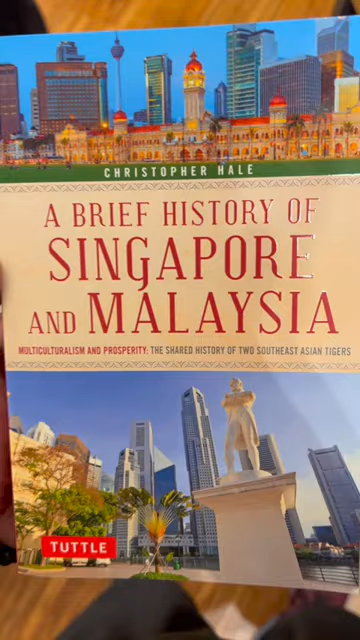 CHRISTOPHER HALE
A BRIEF HISTORY OF
SINGAPORE
AND MALAYSIA
MULTICULTURALISM AND PROSPERITY: THE SHARED HISTORY OF TWO SOUTHEAST ASIAN TIGERS
TUTTLE